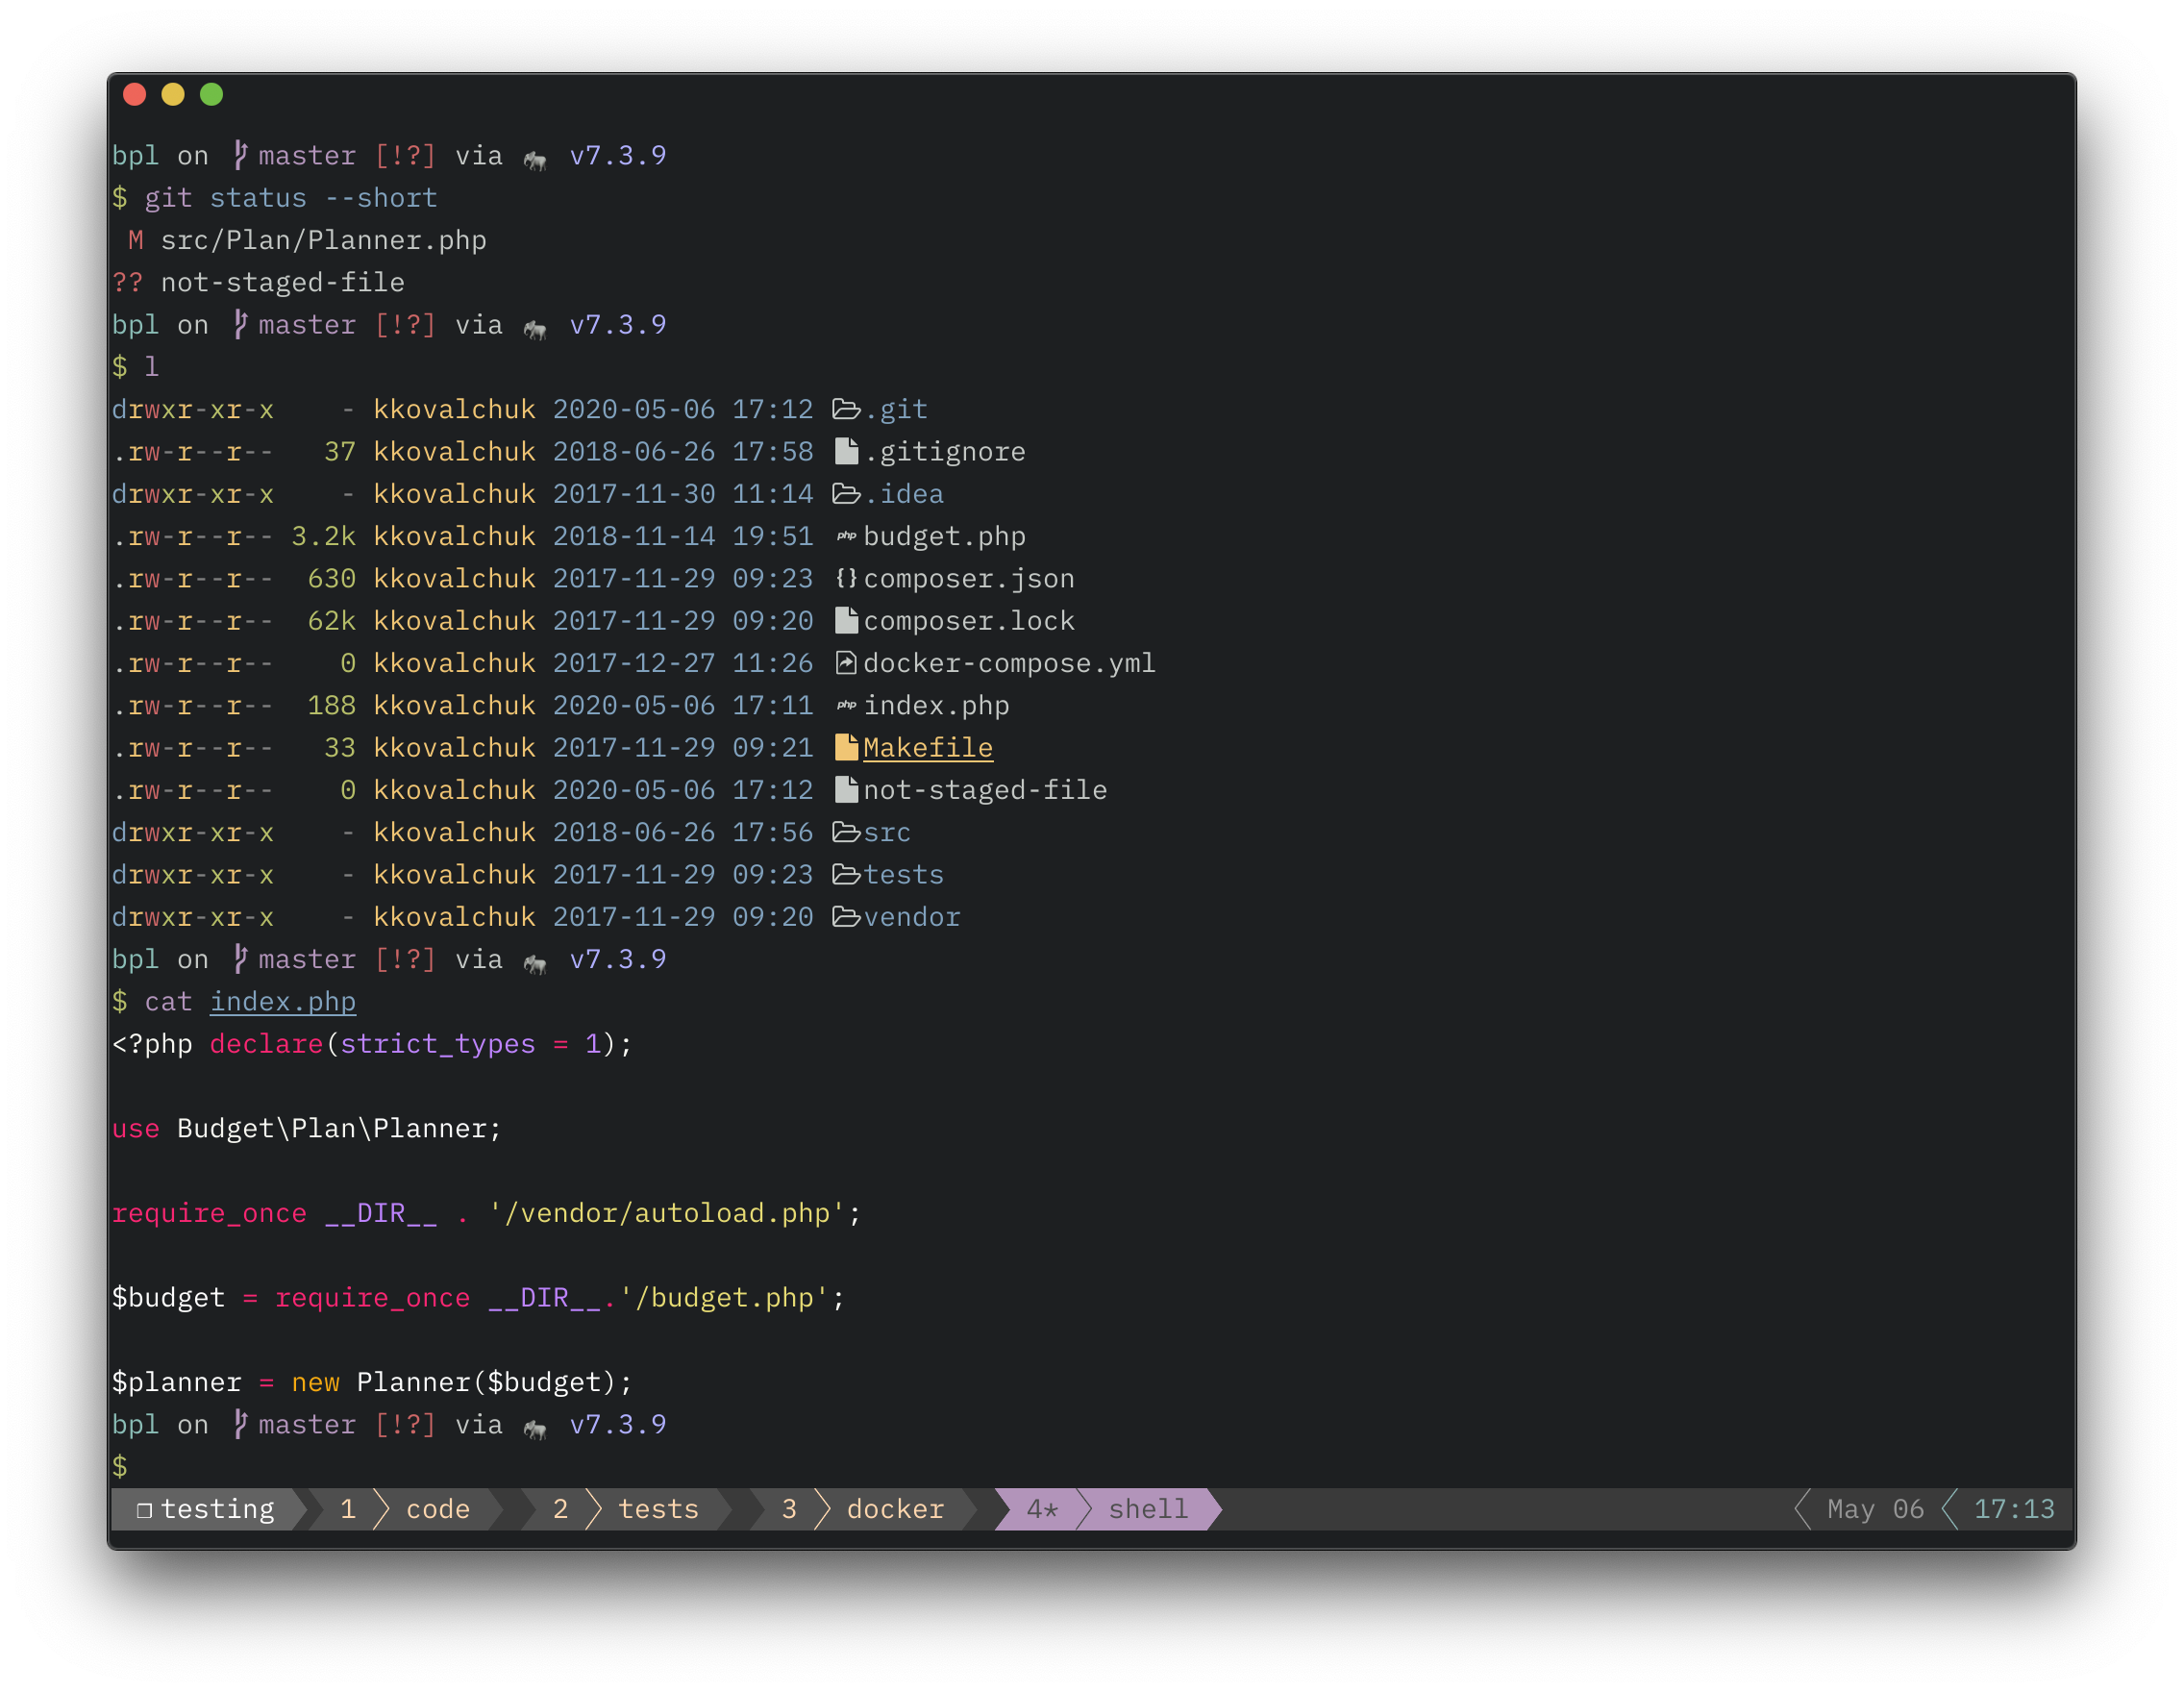 bpl on master [!?] via 🐘 v7.3.9
$ git status --short
 M src/Plan/Planner.php
?? not-staged-file
bpl on master [!?] via 🐘 v7.3.9
$ l
drwxr-xr-x    - kkovalchuk 2020-05-06 17:12 .git
.rw-r--r--   37 kkovalchuk 2018-06-26 17:58 .gitignore
drwxr-xr-x    - kkovalchuk 2017-11-30 11:14 .idea
.rw-r--r-- 3.2k kkovalchuk 2018-11-14 19:51 php budget.php
.rw-r--r--  630 kkovalchuk 2017-11-29 09:23 {} composer.json
.rw-r--r--  62k kkovalchuk 2017-11-29 09:20 composer.lock
.rw-r--r--    0 kkovalchuk 2017-12-27 11:26 docker-compose.yml
.rw-r--r--  188 kkovalchuk 2020-05-06 17:11 php index.php
.rw-r--r--   33 kkovalchuk 2017-11-29 09:21 Makefile
.rw-r--r--    0 kkovalchuk 2020-05-06 17:12 not-staged-file
drwxr-xr-x    - kkovalchuk 2018-06-26 17:56 src
drwxr-xr-x    - kkovalchuk 2017-11-29 09:23 tests
drwxr-xr-x    - kkovalchuk 2017-11-29 09:20 vendor
bpl on master [!?] via 🐘 v7.3.9
$ cat index.php
<?php declare(strict_types = 1);
use Budget\Plan\Planner;
require_once __DIR__ . '/vendor/autoload.php';
$budget = require_once __DIR__.'/budget.php';
$planner = new Planner($budget);
bpl on master [!?] via 🐘 v7.3.9
$
❐ testing 1 code 2 tests 3 docker 4* shell May 06 17:13